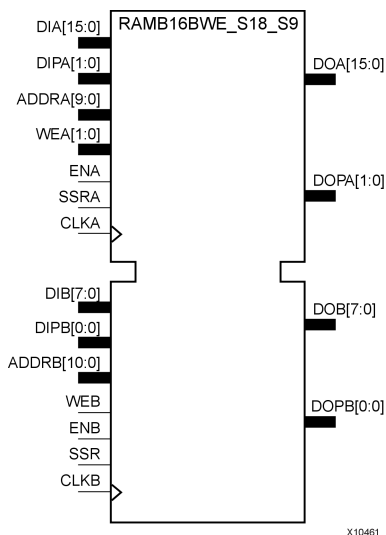 RAMB16BWE_S18_S9
DIA[15:0]
DIPA[1:0]
ADDRA[9:0]
WEA[1:0]
ENA
SSRA
CLKA
DOA[15:0]
DOPA[1:0]
DIB[7:0]
DIPB[0:0]
ADDRB[10:0]
WEB
ENB
SSR
CLKB
DOB[7:0]
DOPB[0:0]
X10461